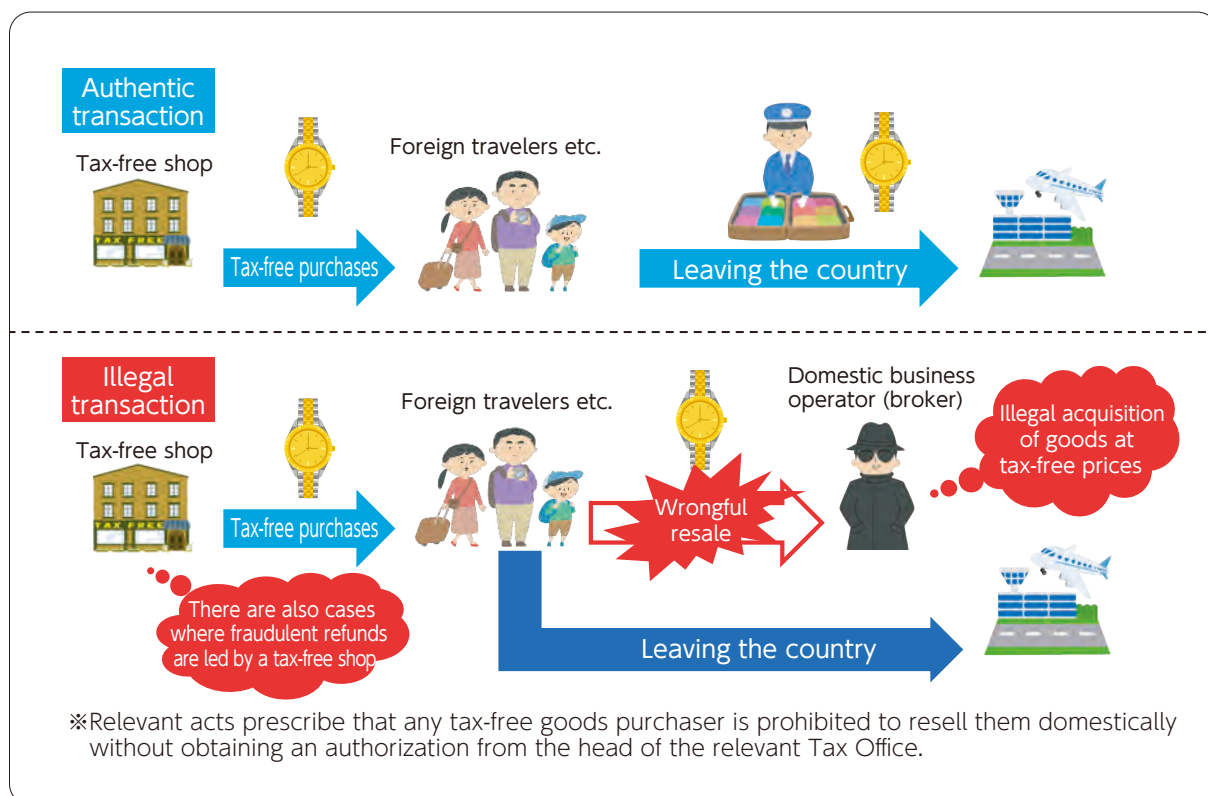 Authentic
transaction
Tax-free shop
TAX FREE
Tax-free purchases
Foreign travelers etc.
Leaving the country
Illegal
transaction
Tax-free shop
TAX FREE
Tax-free purchases
Foreign travelers etc.
Wrongful
resale
Domestic business
operator (broker)
Illegal acquisition
of goods at
tax-free prices
There are also cases
where fraudulent refunds
are led by a tax-free shop
Leaving the country
※Relevant acts prescribe that any tax-free goods purchaser is prohibited to resell them domestically
without obtaining an authorization from the head of the relevant Tax Office.